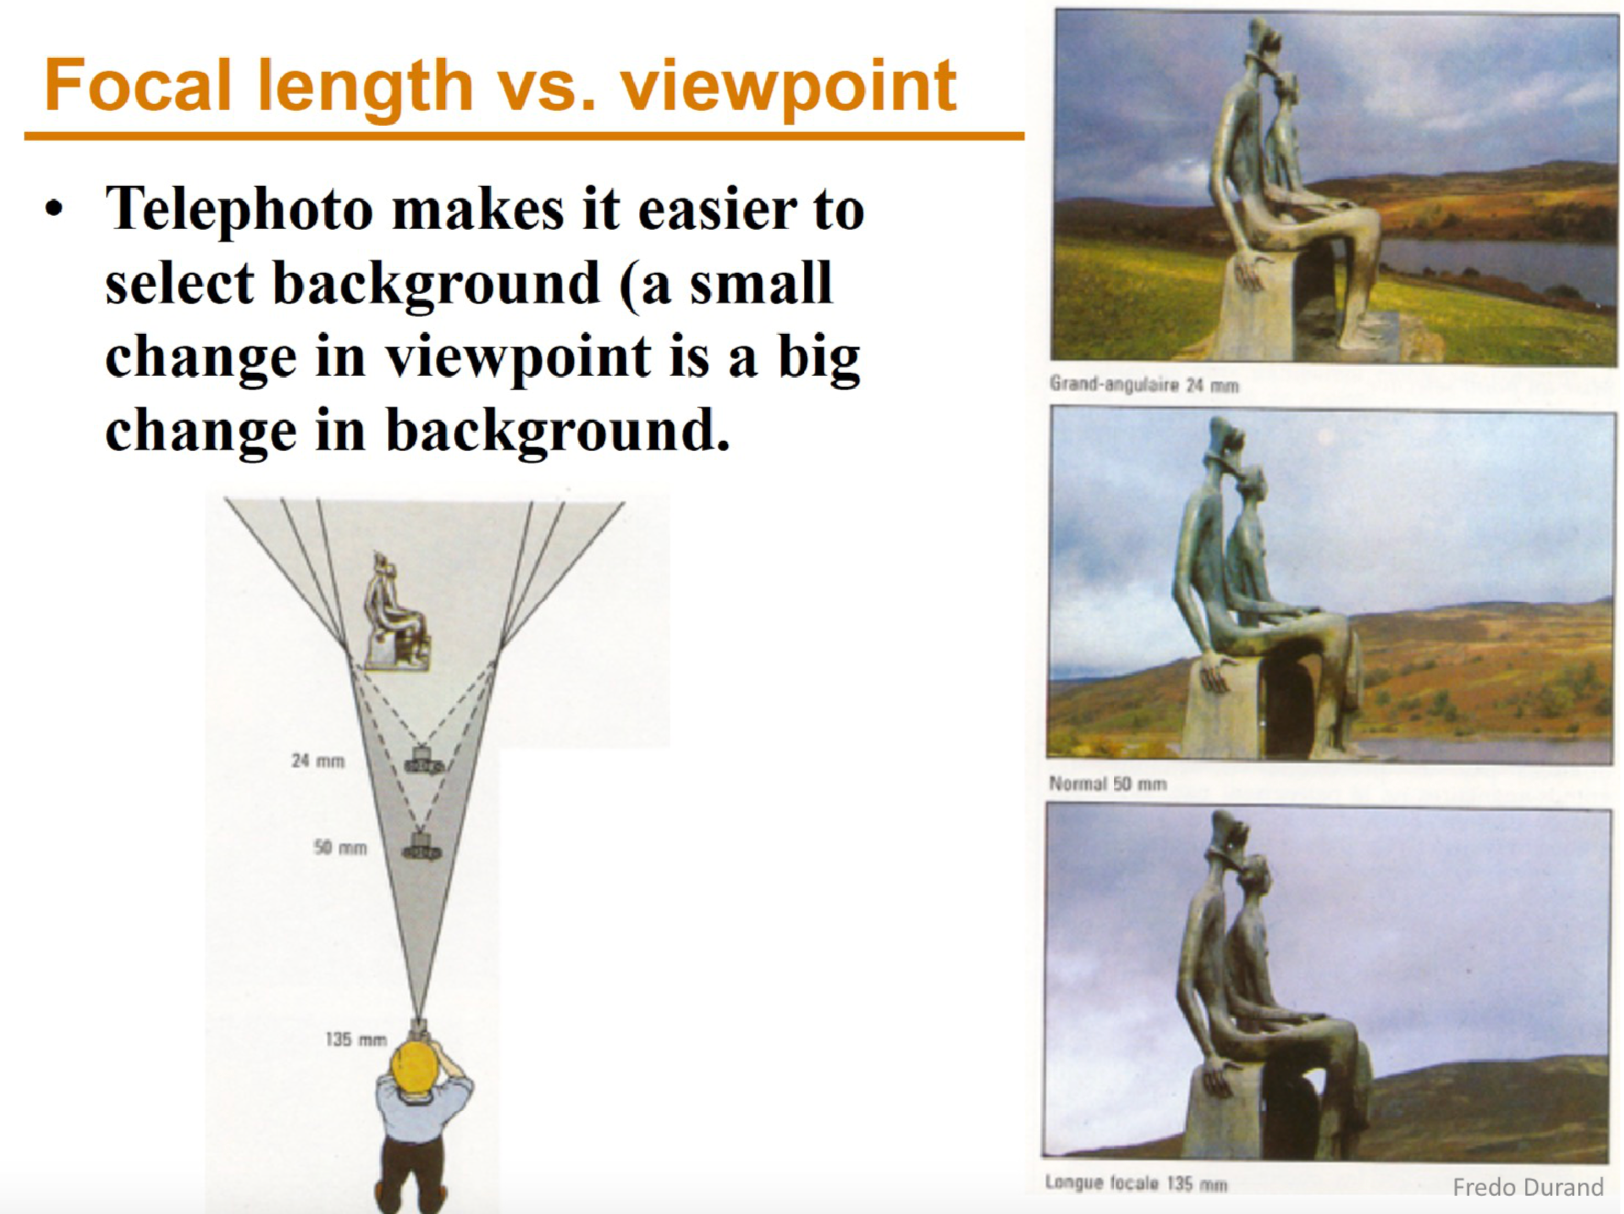 Focal length vs. viewpoint
• Telephoto makes it easier to
select background (a small
change in viewpoint is a big
change in background.
24 mm
50 mm
135 mm
Grand-angulaire 24 mm
Normal 50 mm
Longue focale 135 mm
Fredo Durand